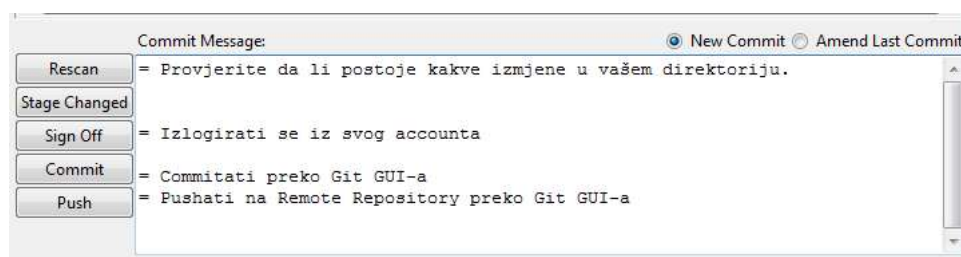 Commit Message:
New Commit Amend Last Commit
Rescan = Provjerite da li postoje kakve izmjene u vašem direktoriju.
Stage Changed
Sign Off = Izlogirati se iz svog accounta
Commit = Commitati preko Git GUI-a
Push = Pushati na Remote Repository preko Git GUI-a